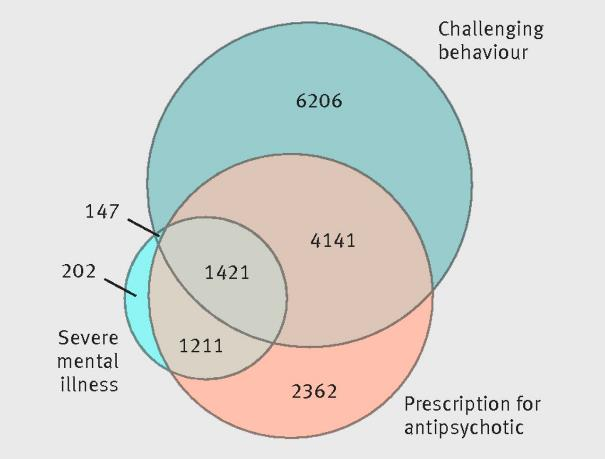 Challenging
behaviour
6206
147
4141
202
1421
Severe
mental
illness
1211
2362
Prescription for
antipsychotic